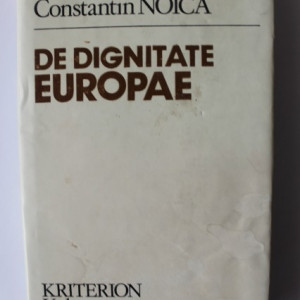 Constantin NOICA
DE DIGNITATE
EUROPAE
KRITERION